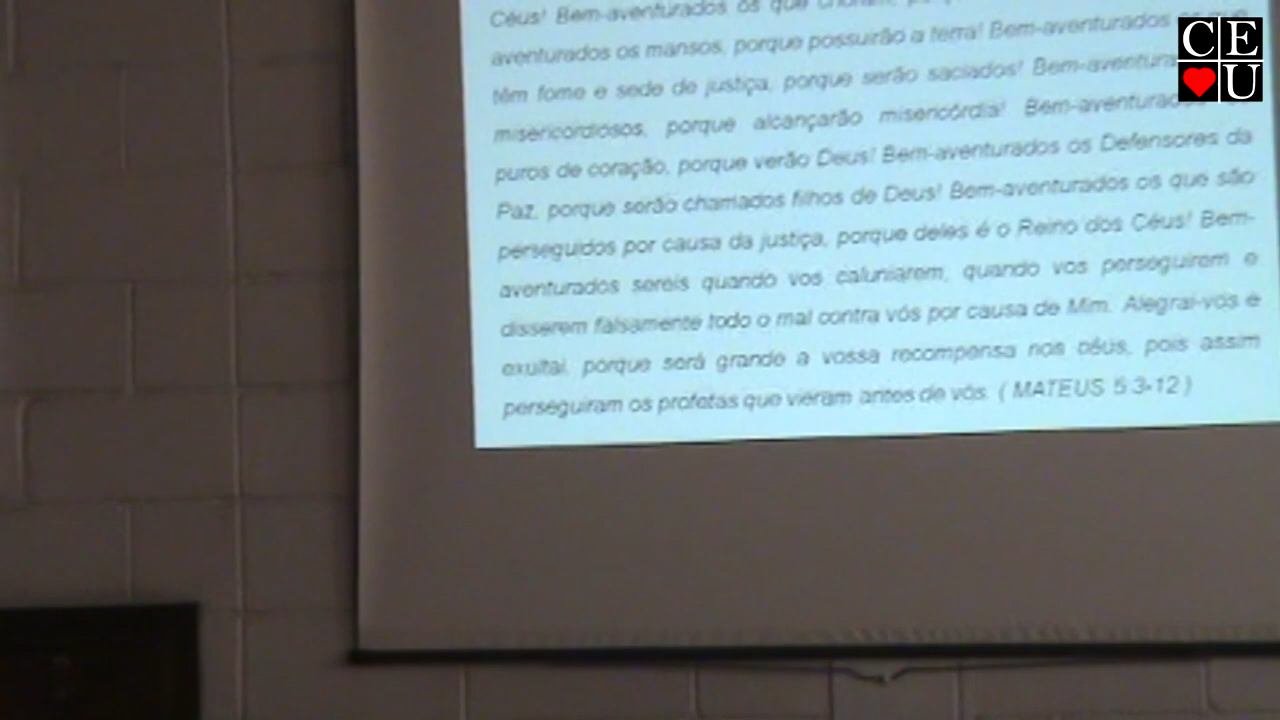 Céus! Bem-aventurados os que choram,
aventurados os mansos, porque possuirão a terra! Bem-aventurados os que
têm fome e sede de justiça, porque serão saciados! Bem-aventura
misericordiosos, porque alcançarão misericórdia! Bem-aventurados
puros de coração, porque verão Deus! Bem-aventurados os Defensores da
Paz, porque serão chamados filhos de Deus! Bem-aventurados os que são
perseguidos por causa da justiça, porque deles é o Reino dos Céus! Bem-
aventurados sereis quando vos caluniarem, quando vos perseguirem e
disserem falsamente todo o mal contra vós por causa de Mim. Alegrai-vos e
exultai, porque será grande a vossa recompensa nos céus, pois assim
perseguiram os profetas que vieram antes de vós. ( MATEUS 5:3-12 )
CE
U